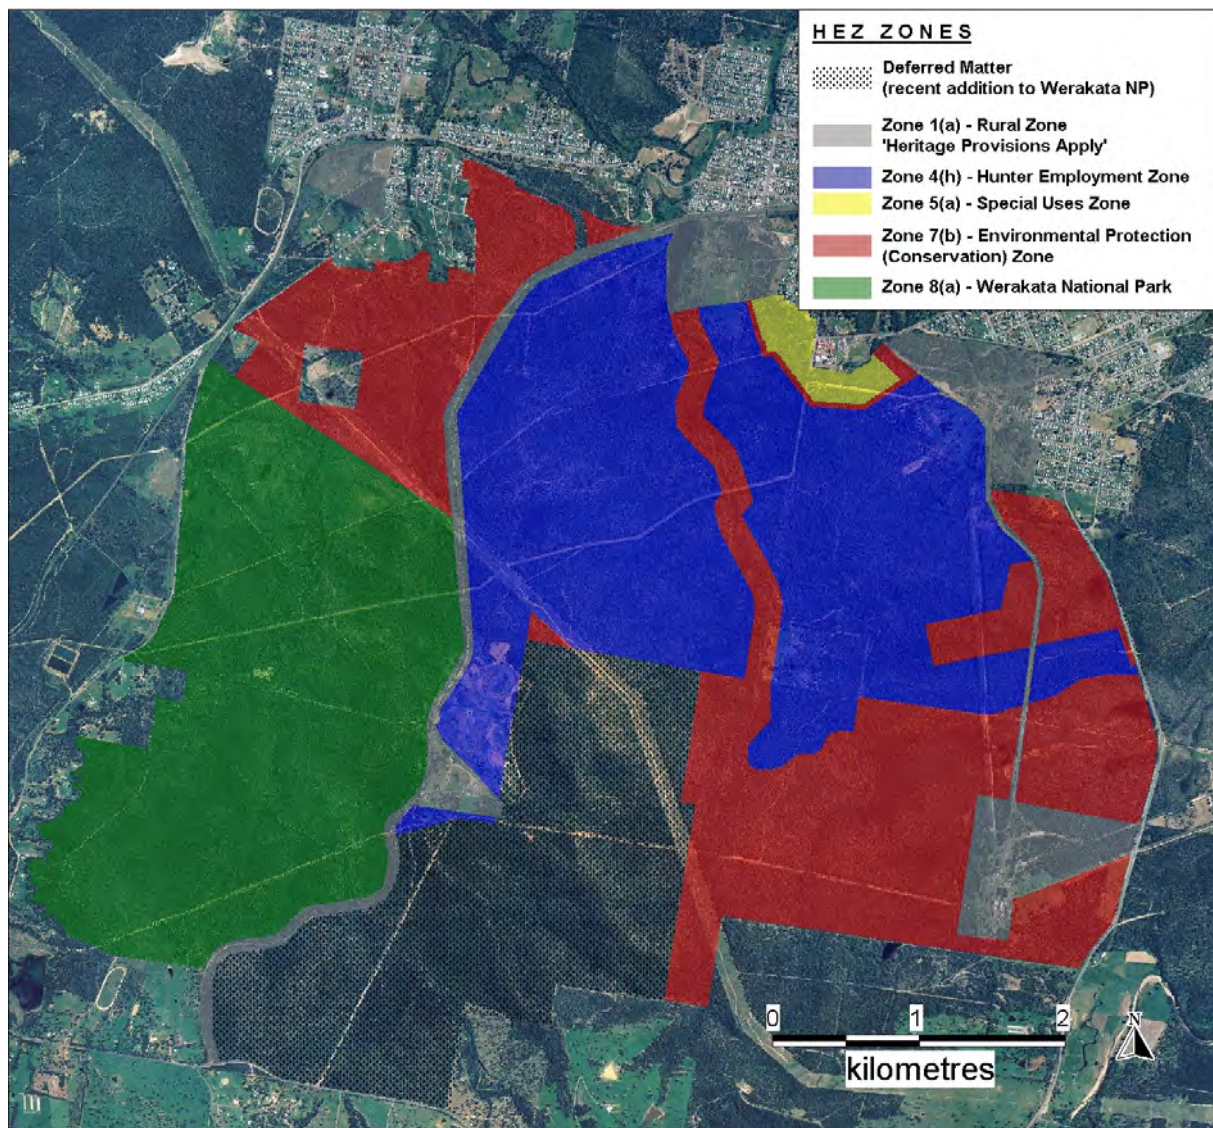 HEZ ZONES
Deferred Matter
(recent addition to Werakata NP)
Zone 1(a) - Rural Zone
'Heritage Provisions Apply'
Zone 4(h) - Hunter Employment Zone
Zone 5(a) - Special Uses Zone
Zone 7(b) - Environmental Protection
(Conservation) Zone
Zone 8(a) - Werakata National Park
0 1 2
kilometres
N